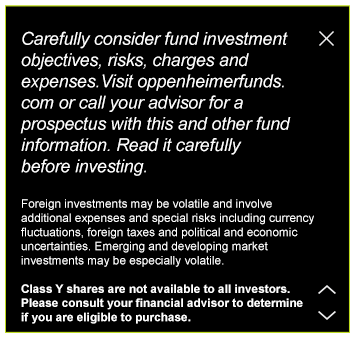 Carefully consider fund investment
objectives, risks, charges and
expenses.Visit oppenheimerfunds.
com or call your advisor for a
prospectus with this and other fund
information. Read it carefully
before investing.
Foreign investments may be volatile and involve
additional expenses and special risks including currency
fluctuations, foreign taxes and political and economic
uncertainties. Emerging and developing market
investments may be especially volatile.
Class Y shares are not available to all investors.
Please consult your financial advisor to determine
if you are eligible to purchase.